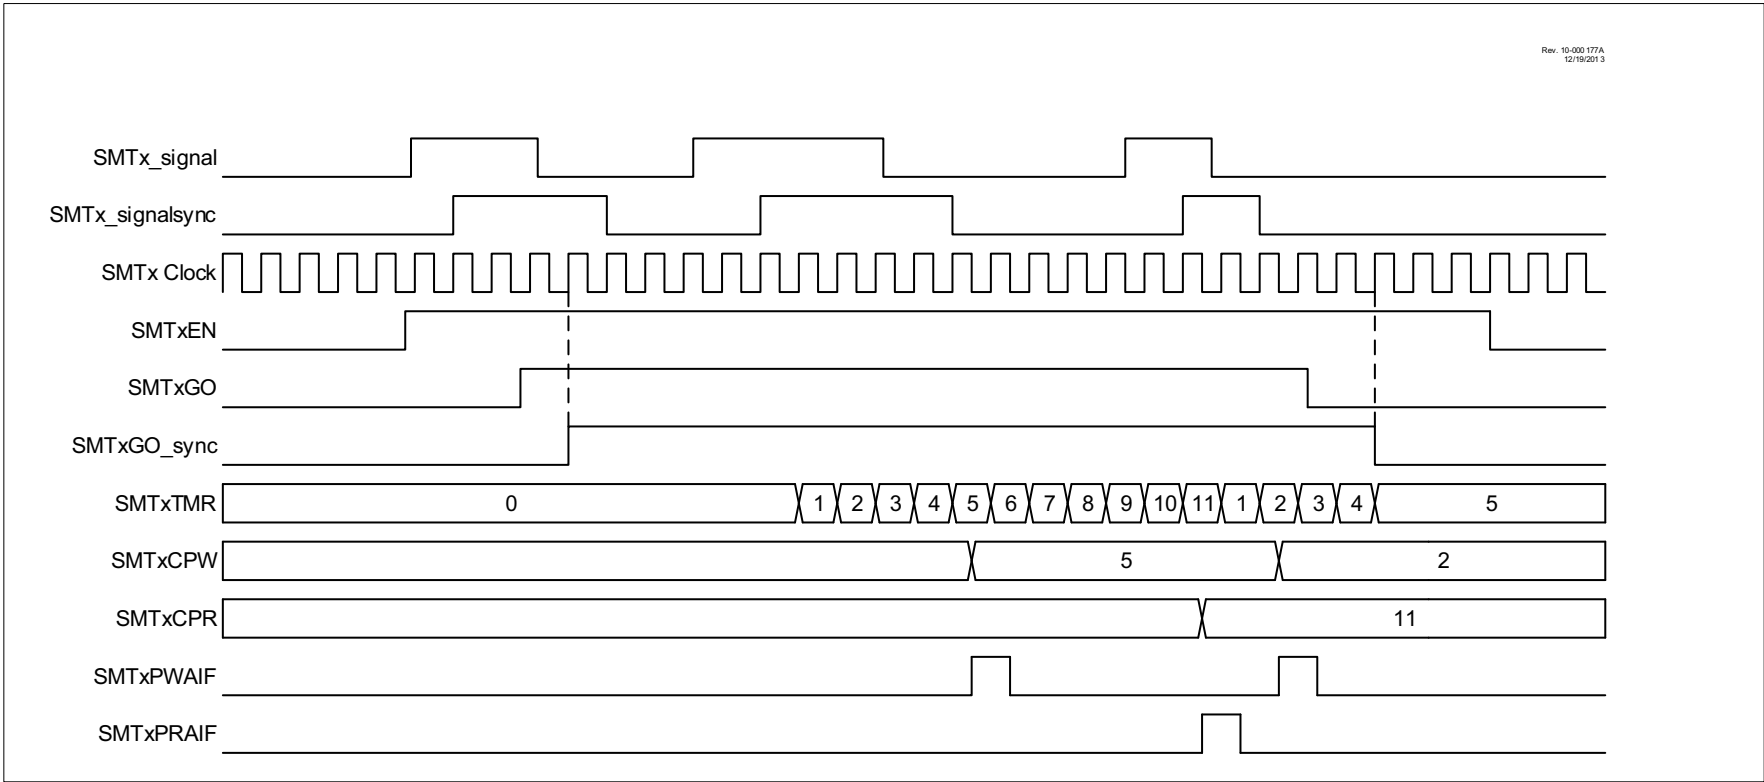 Rev. 10-000 177A
12/19/201 3
SMTx_signal
SMTx_signalsync
SMTx Clock
SMTxEN
SMTxGO
SMTxGO_sync
SMTxTMR 0 1 2 3 4 5 6 7 8 9 10 11 1 2 3 4 5
SMTxCPW 5 2
SMTxCPR 11
SMTxPWAIF
SMTxPRAIF